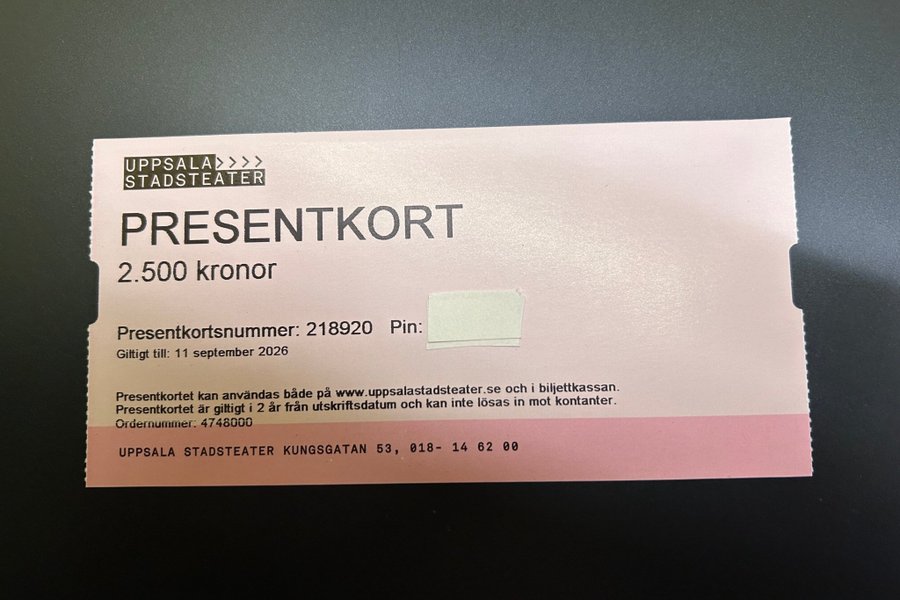 UPPSALA>>>>
STADSTEATER
PRESENTKORT
2.500 kronor
Presentkortsnummer: 218920 Pin:
Giltigt till: 11 september 2026
Presentkortet kan användas både på www.uppsalastadsteater.se och i biljettkassan.
Presentkortet är giltigt i 2 år från utskriftsdatum och kan inte lösas in mot kontanter.
Ordernummer: 4748000
UPPSALA STADSTEATER KUNGSGATAN 53, 018- 14 62 00